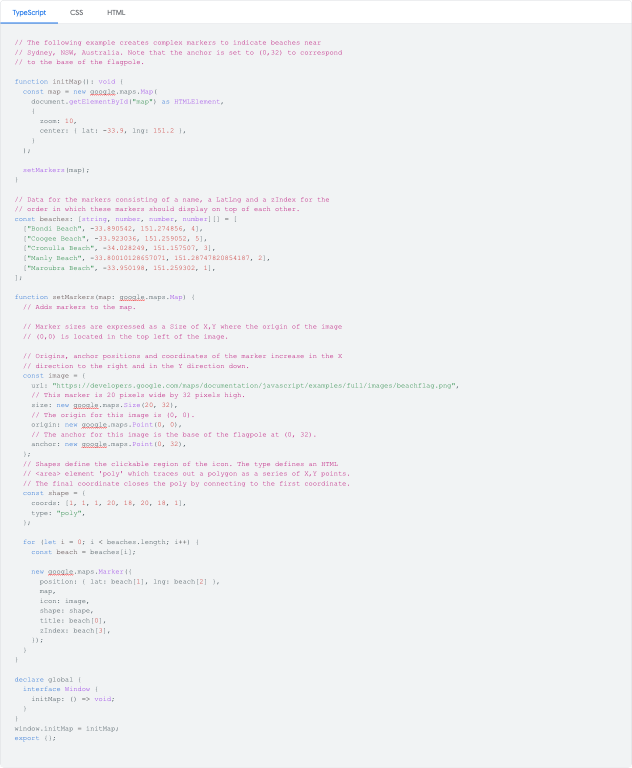 TypeScript CSS HTML
// The following example creates complex markers to indicate beaches near
// Sydney, NSW, Australia. Note that the anchor is set to (0,32) to correspond
// to the base of the flagpole.
function initMap(): void {
  const map = new google.maps.Map(
    document.getElementById("map") as HTMLElement,
    {
      zoom: 10,
      center: { lat: -33.9, lng: 151.2 },
    }
  );
  setMarkers(map);
}
// Data for the markers consisting of a name, a LatLng and a zIndex for the
// order in which these markers should display on top of each other.
const beaches: [string, number, number, number][] = [
  ["Bondi Beach", -33.890542, 151.274856, 4],
  ["Coogee Beach", -33.923036, 151.259052, 5],
  ["Cronulla Beach", -34.028249, 151.157507, 3],
  ["Manly Beach", -33.80010128657071, 151.28747820854187, 2],
  ["Maroubra Beach", -33.950198, 151.259302, 1],
];
function setMarkers(map: google.maps.Map) {
  // Adds markers to the map.
  // Marker sizes are expressed as a Size of X,Y where the origin of the image
  // (0,0) is located in the top left of the image.
  // Origins, anchor positions and coordinates of the marker increase in the X
  // direction to the right and in the Y direction down.
  const image = {
    url: "https://developers.google.com/maps/documentation/javascript/examples/full/images/beachflag.png",
    // This marker is 20 pixels wide by 32 pixels high.
    size: new google.maps.Size(20, 32),
    // The origin for this image is (0, 0).
    origin: new google.maps.Point(0, 0),
    // The anchor for this image is the base of the flagpole at (0, 32).
    anchor: new google.maps.Point(0, 32),
  };
  // Shapes define the clickable region of the icon. The type defines an HTML
  // <area> element 'poly' which traces out a polygon as a series of X,Y points.
  // The final coordinate closes the poly by connecting to the first coordinate.
  const shape = {
    coords: [1, 1, 1, 20, 18, 20, 18, 1],
    type: "poly",
  };
  for (let i = 0; i < beaches.length; i++) {
    const beach = beaches[i];
    new google.maps.Marker({
      position: { lat: beach[1], lng: beach[2] },
      map,
      icon: image,
      shape: shape,
      title: beach[0],
      zIndex: beach[3],
    });
  }
}
declare global {
  interface Window {
    initMap: () => void;
  }
}
window.initMap = initMap;
export {};